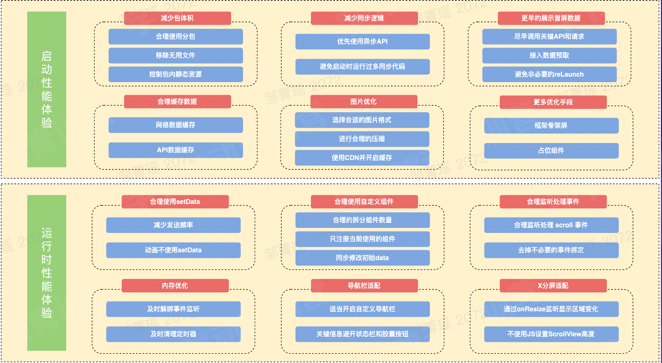 启动性能体验
减少包体积
合理使用分包
移除无用文件
控制包内静态资源
减少同步逻辑
优先使用异步API
避免启动时运行过多同步代码
更早的展示首屏数据
尽早调用关键API和请求
接入数据预取
避免非必要的reLaunch
合理缓存数据
网络数据缓存
API数据缓存
图片优化
选择合适的图片格式
进行合理的压缩
使用CDN并开启缓存
更多优化手段
框架骨架屏
占位组件
运行时性能体验
合理使用setData
减少发送频率
动画不使用setData
合理使用自定义组件
合理的拆分组件数量
只注册当前使用的组件
同步修改初始data
合理监听处理事件
合理监听处理 scroll 事件
去掉不必要的事件绑定
内存优化
及时解绑事件监听
及时清理定时器
导航栏适配
适当开启自定义导航栏
关键信息避开状态栏和胶囊按钮
X分屏适配
通过onResize监听显示区域变化
不使用JS设置ScrollView高度